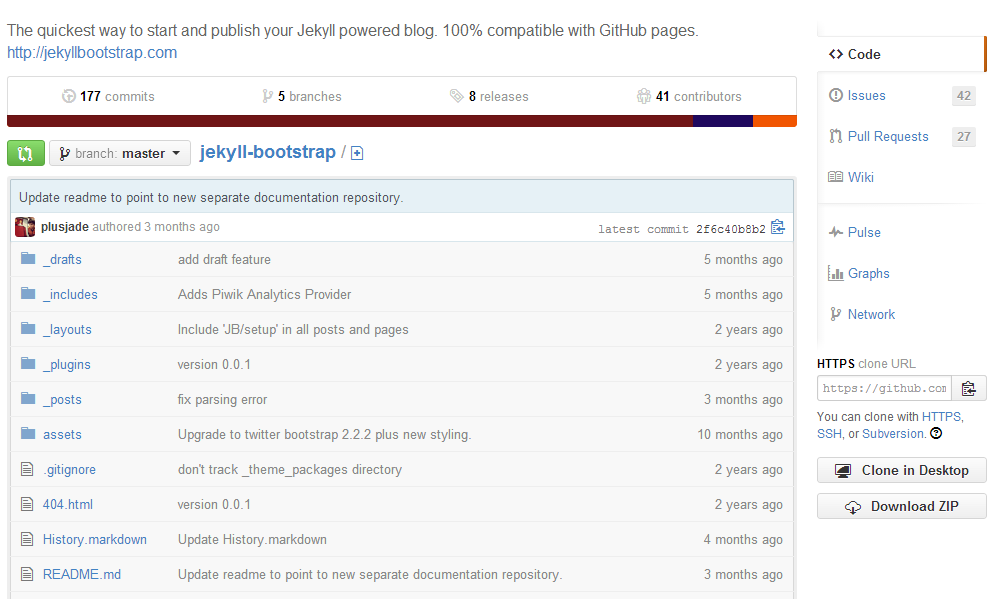 The quickest way to start and publish your Jekyll powered blog. 100% compatible with GitHub pages.
http://jekyllbootstrap.com
177 commits 5 branches 8 releases 41 contributors
branch: master jekyll-bootstrap /
Update readme to point to new separate documentation repository.
plusjade authored 3 months ago latest commit 2f6c40b8b2
_drafts add draft feature 5 months ago
_includes Adds Piwik Analytics Provider 5 months ago
_layouts Include 'JB/setup' in all posts and pages 2 years ago
_plugins version 0.0.1 2 years ago
_posts fix parsing error 3 months ago
assets Upgrade to twitter bootstrap 2.2.2 plus new styling. 10 months ago
.gitignore don't track _theme_packages directory 2 years ago
404.html version 0.0.1 2 years ago
History.markdown Update History.markdown 4 months ago
README.md Update readme to point to new separate documentation repository. 3 months ago
Code
Issues 42
Pull Requests 27
Wiki
Pulse
Graphs
Network
HTTPS clone URL
https://github.com
You can clone with HTTPS,
SSH, or Subversion.
Clone in Desktop
Download ZIP